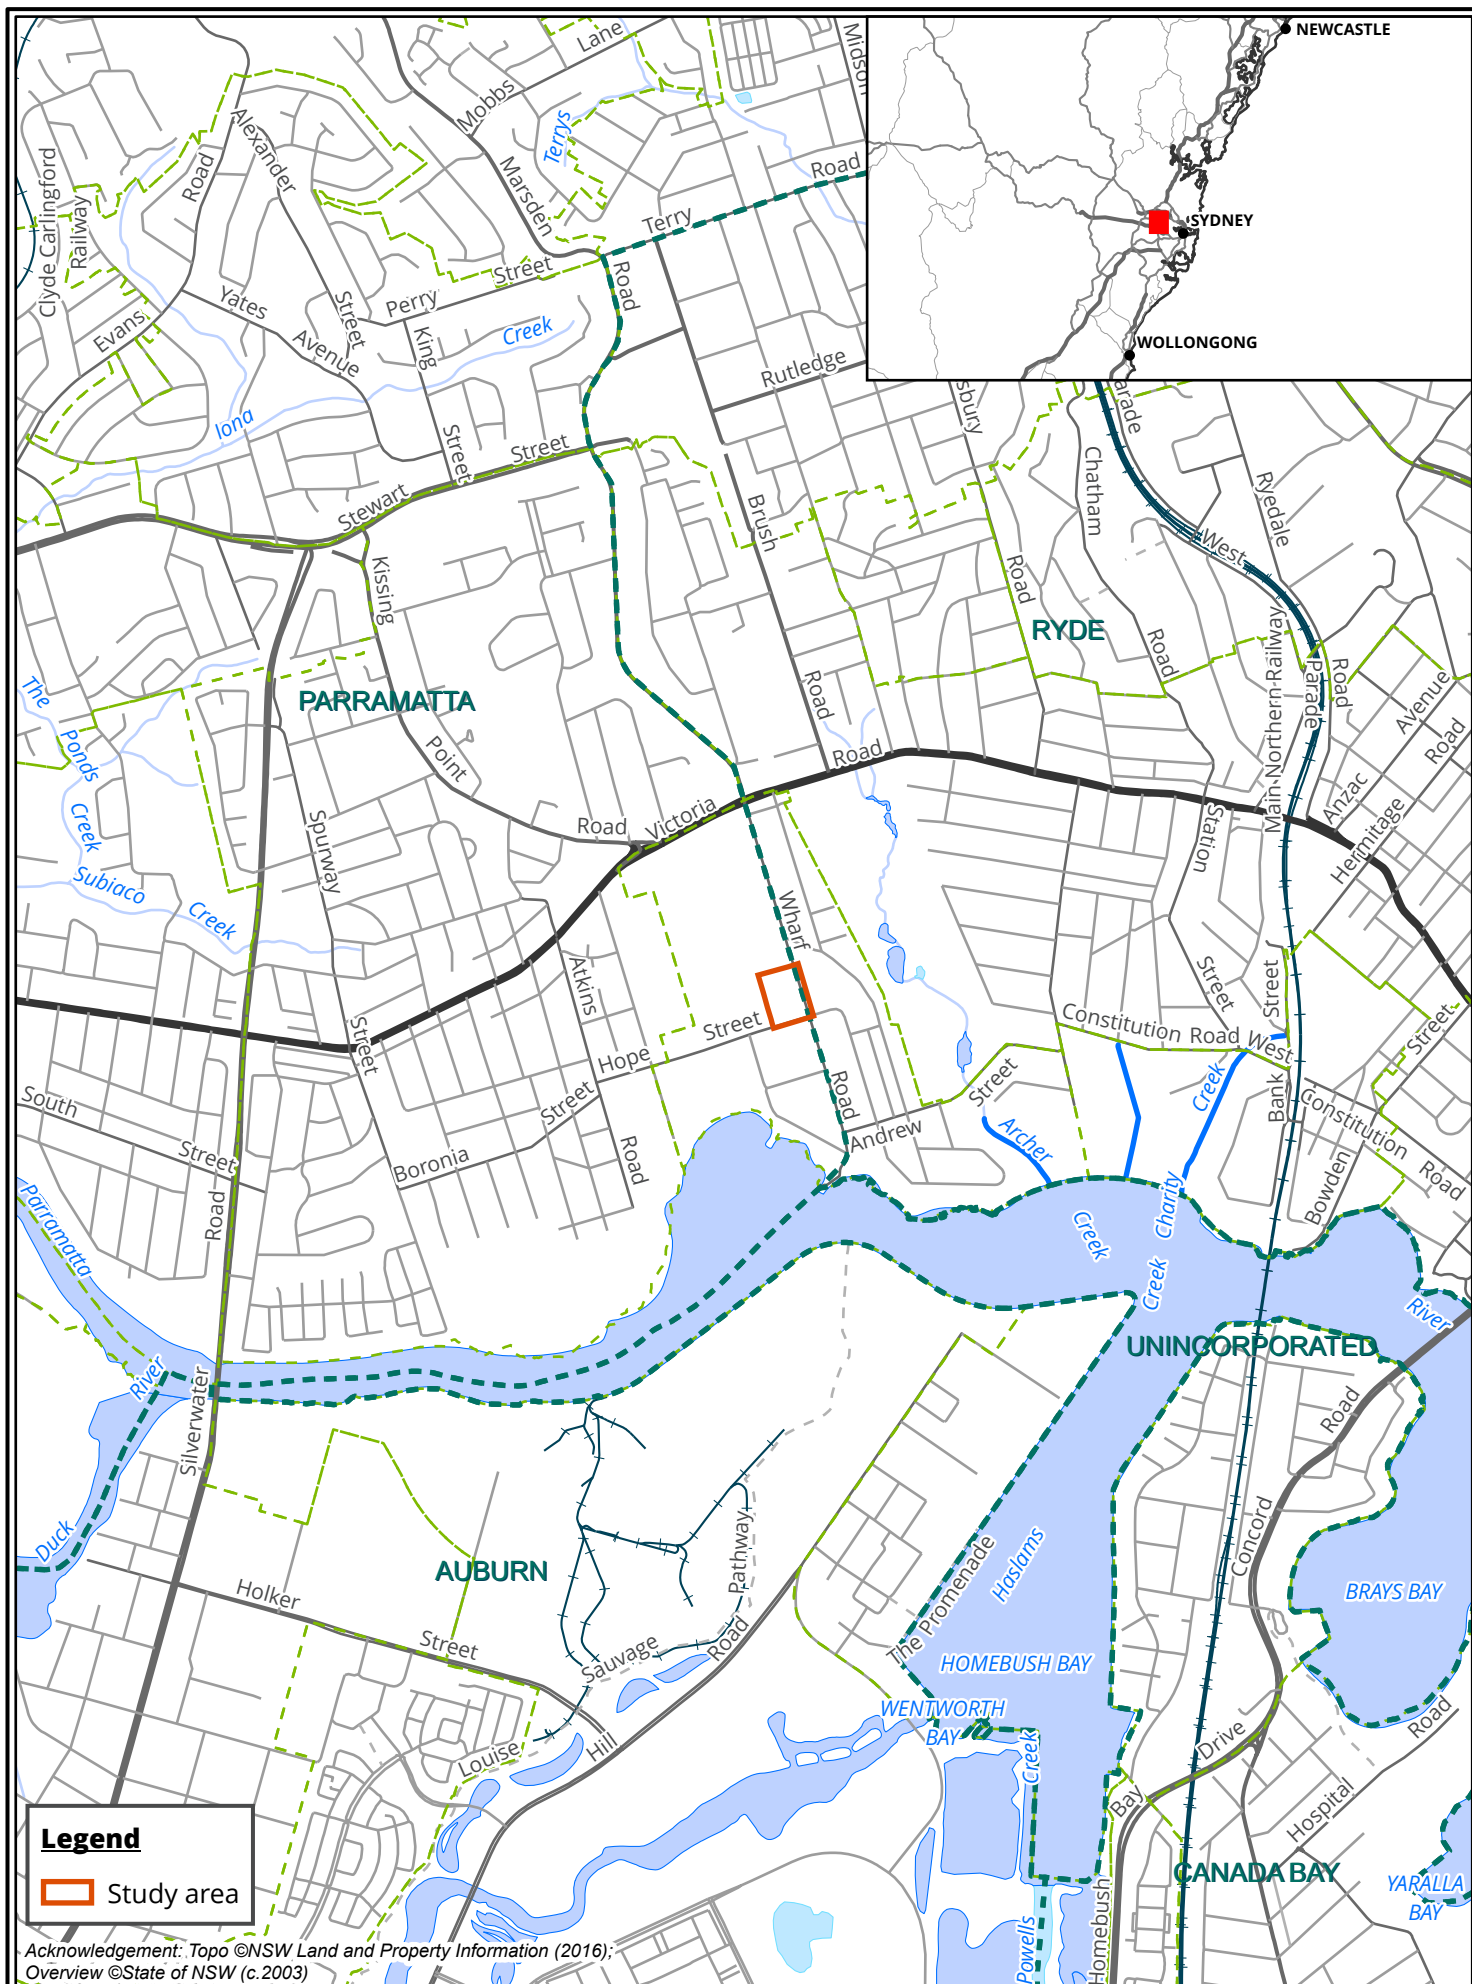 Lane
Midson
NEWCASTLE
Mobbs
Terrys
Alexander
Marsden
Road
Road
Clyde Carlingford
Railway
Terry
SYDNEY
Street
Road
Perry
Yates
Street
King
Creek
Evans
Avenue
WOLLONGONG
Rutledge
sbury
arade
Iona
Street
Street
Chatham
Ryedale
Stewart
Brush
West
Kissing
Road
RYDE
Road
Main Northern Railway
Parade
Road
The
PARRAMATTA
Road
Avenue
Ponds
Point
Road
Road
Creek
Road
Victoria
Station
Anzac
Hermitage
Spurway
Subiaco
Creek
Wharf
Atkins
Street
Street
Street
Constitution Road West
Street
Street
Street
Hope
Street
Road
Street
Creek
Bank
Constitution
South
Andrew
Archer
Street
Boronia
Road
Bowden
Road
Parramatta
Road
Creek
Charity
Creek
River
UNINCORPORATED
River
Silverwater
Road
Duck
Concord
Haslams
Pathway
AUBURN
The Promenade
BRAYS BAY
Holker
Street
Sauvage
Road
HOMEBUSH BAY
WENTWORTH
BAY
Road
Louise
Hill
Creek
Drive
Bay
Hospital
Legend
Study area
CANADA BAY
YARALLA
BAY
Powells
Homebush
Acknowledgement: Topo ©NSW Land and Property Information (2016);
Overview ©State of NSW (c.2003)